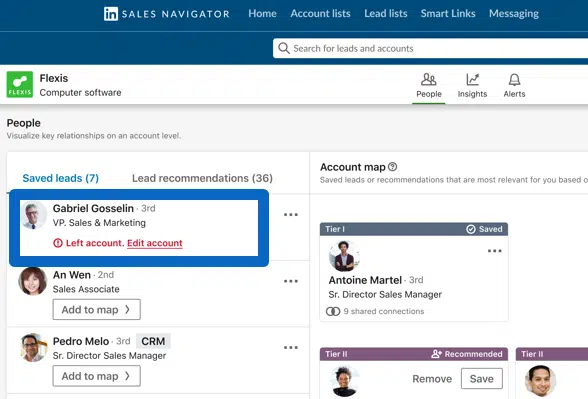 in SALES NAVIGATOR
Home
Account lists
Lead lists
Smart Links
Messaging
Search for leads and accounts
FLEXIS
Flexis
Computer software
People
Insights
Alerts
People
Visualize key relationships on an account level.
Saved leads (7)
Lead recommendations (36)
Gabriel Gosselin · 3rd
VP. Sales & Marketing
Left account. Edit account
An Wen · 2nd
Sales Associate
Add to map
Pedro Melo · 3rd CRM
Sr. Director Sales Manager
Add to map
Account map
Saved leads or recommendations that are most relevant for you based o
Tier I
Saved
Antoine Martel · 3rd
Sr. Director Sales Manager
9 shared connections
Tier II
Recommended
Remove
Save
Tier II